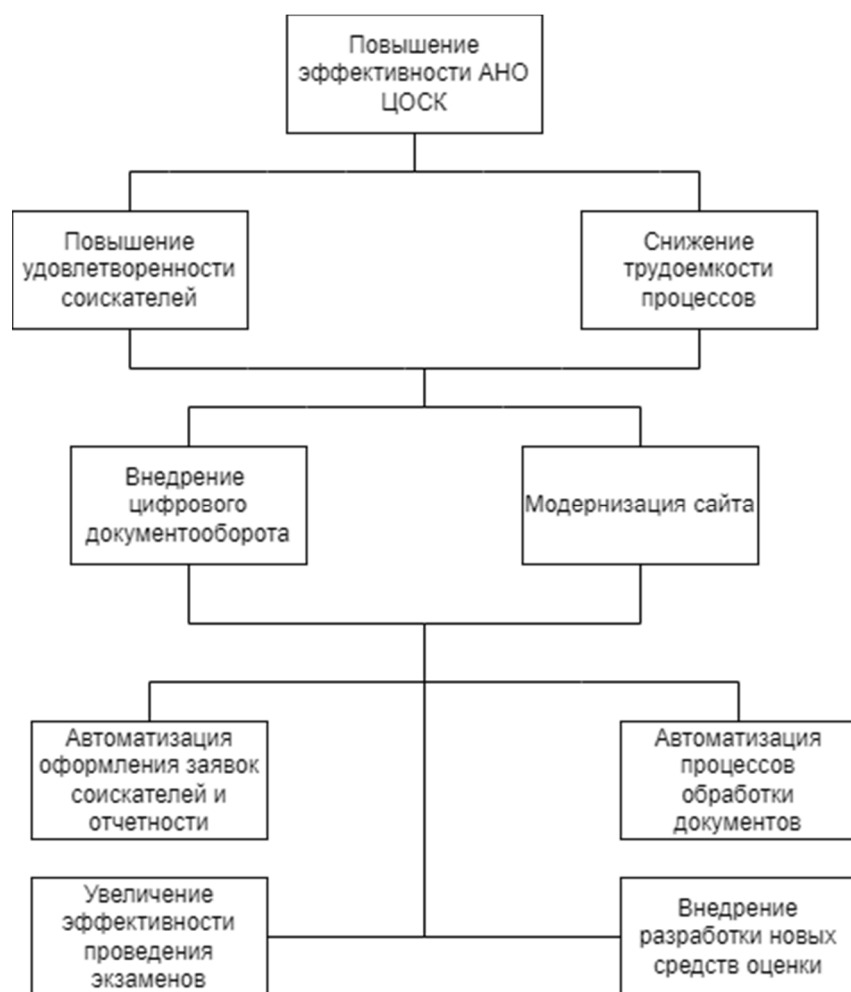 Повышение
эффективности АНО
ЦОСК
Повышение
удовлетворенности
соискателей
Снижение
трудоемкости
процессов
Внедрение
цифрового
документооборота
Модернизация сайта
Автоматизация
оформления заявок
соискателей и
отчетности
Автоматизация
процессов
обработки
документов
Увеличение
эффективности
проведения
экзаменов
Внедрение
разработки новых
средств оценки